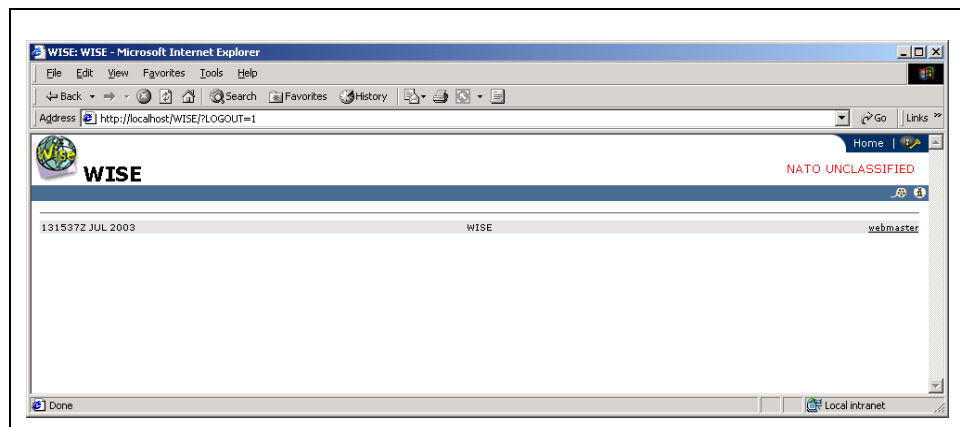 WISE: WISE - Microsoft Internet Explorer
File Edit View Favorites Tools Help
Back Search Favorites History
Address http://localhost/WISE/?LOGOUT=1 Go Links »
Wise
Home |
WISE
NATO UNCLASSIFIED
131537Z JUL 2003 WISE webmaster
Done Local intranet